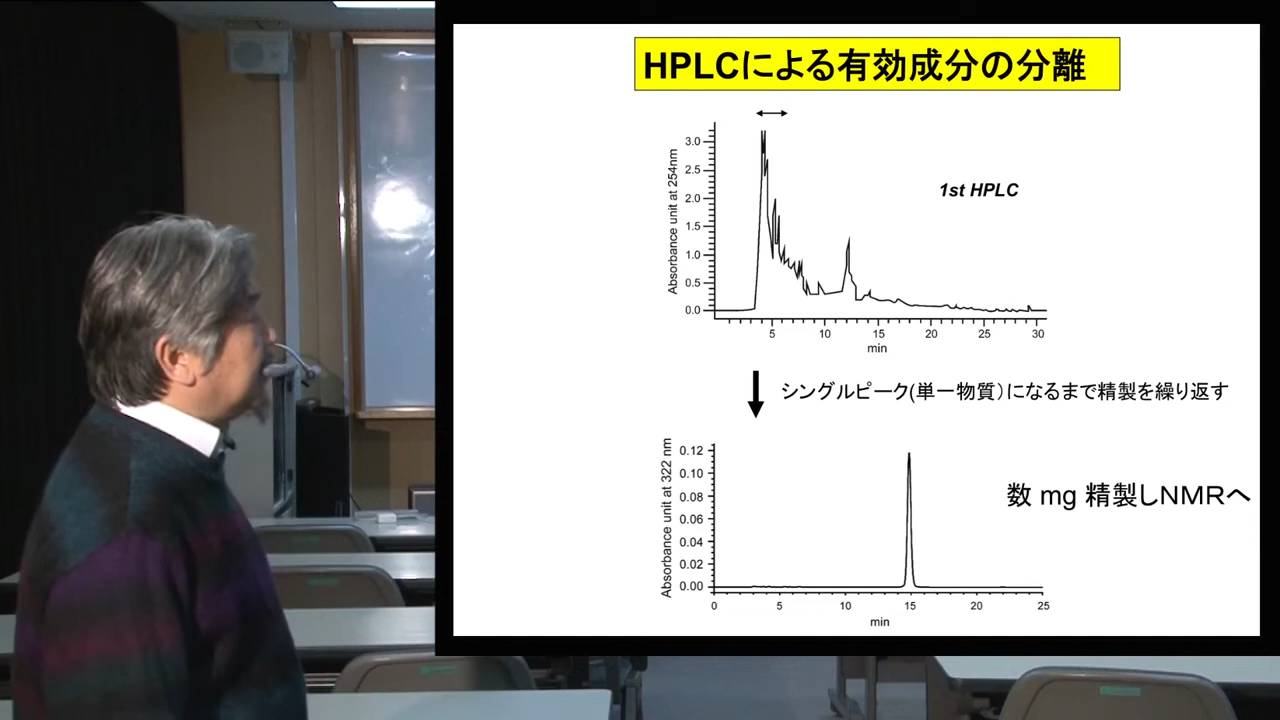 HPLCによる有効成分の分離
1st HPLC
Absorbance unit at 254nm
3.0
2.5
2.0
1.5
1.0
0.5
0.0
5 10 15 20 25 30
min
シングルピーク(単一物質)になるまで精製を繰り返す
Absorbance unit at 322 nm
0.12
0.10
0.08
0.06
0.04
0.02
0.00
0 5 10 15 20 25
min
数 mg 精製しNMRへ